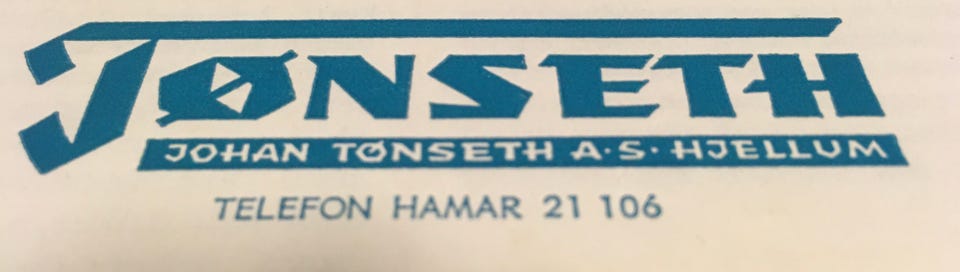 TØNSETH
JOHAN TØNSETH A·S· HJELLUM
TELEFON HAMAR 21 106